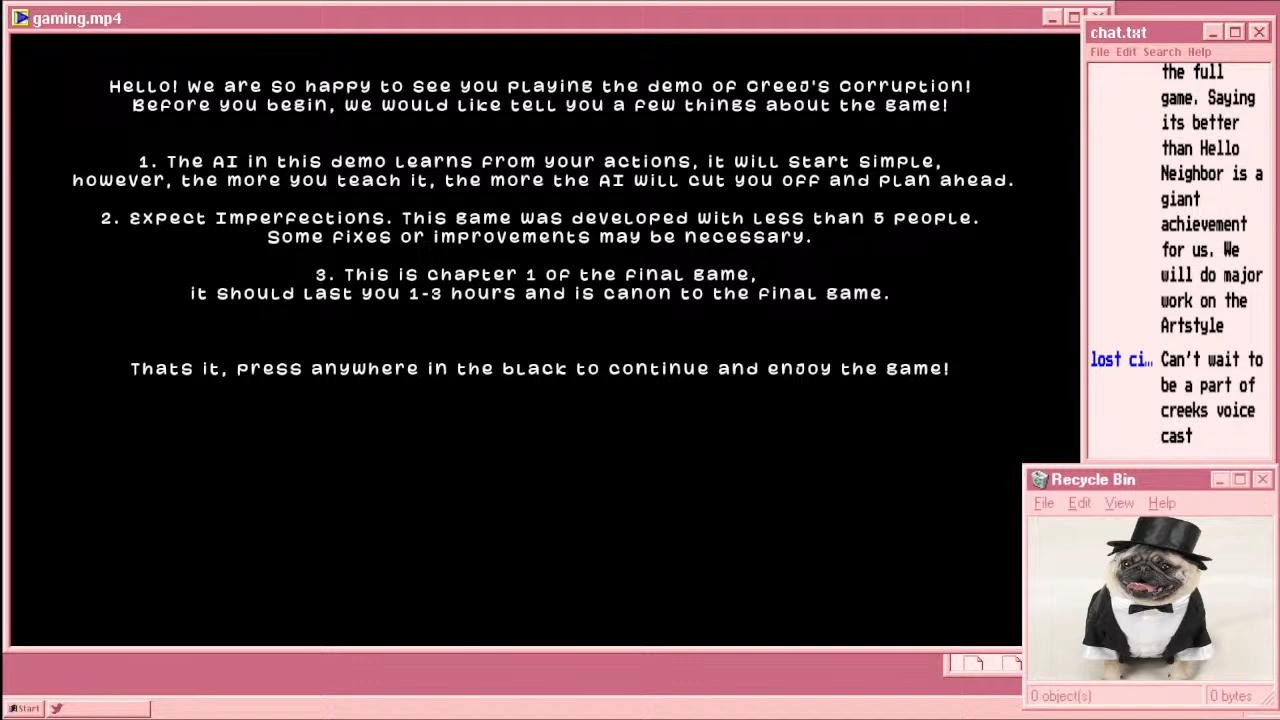 gaming.mp4
Hello! We are so happy to see you playing the demo of Creej's Corruption!
Before you begin, we would like tell you a few things about the game!
1. The AI in this demo learns from your actions, it will start simple,
however, the more you teach it, the more the AI will cut you off and plan ahead.
2. Expect Imperfections. This game was developed with less than 5 people.
Some fixes or improvements may be necessary.
3. This is chapter 1 of the final game,
it should last you 1-3 hours and is canon to the final game.
Thats it, press anywhere in the black to continue and enjoy the game!
chat.txt
File Edit Search Help
the full
game. Saying
its better
than Hello
Neighbor is a
giant
achievement
for us. We
will do major
work on the
Artstyle
lost ci… Can't wait to
be a part of
creeks voice
cast
Recycle Bin
File Edit View Help
0 object(s) 0 bytes
Start